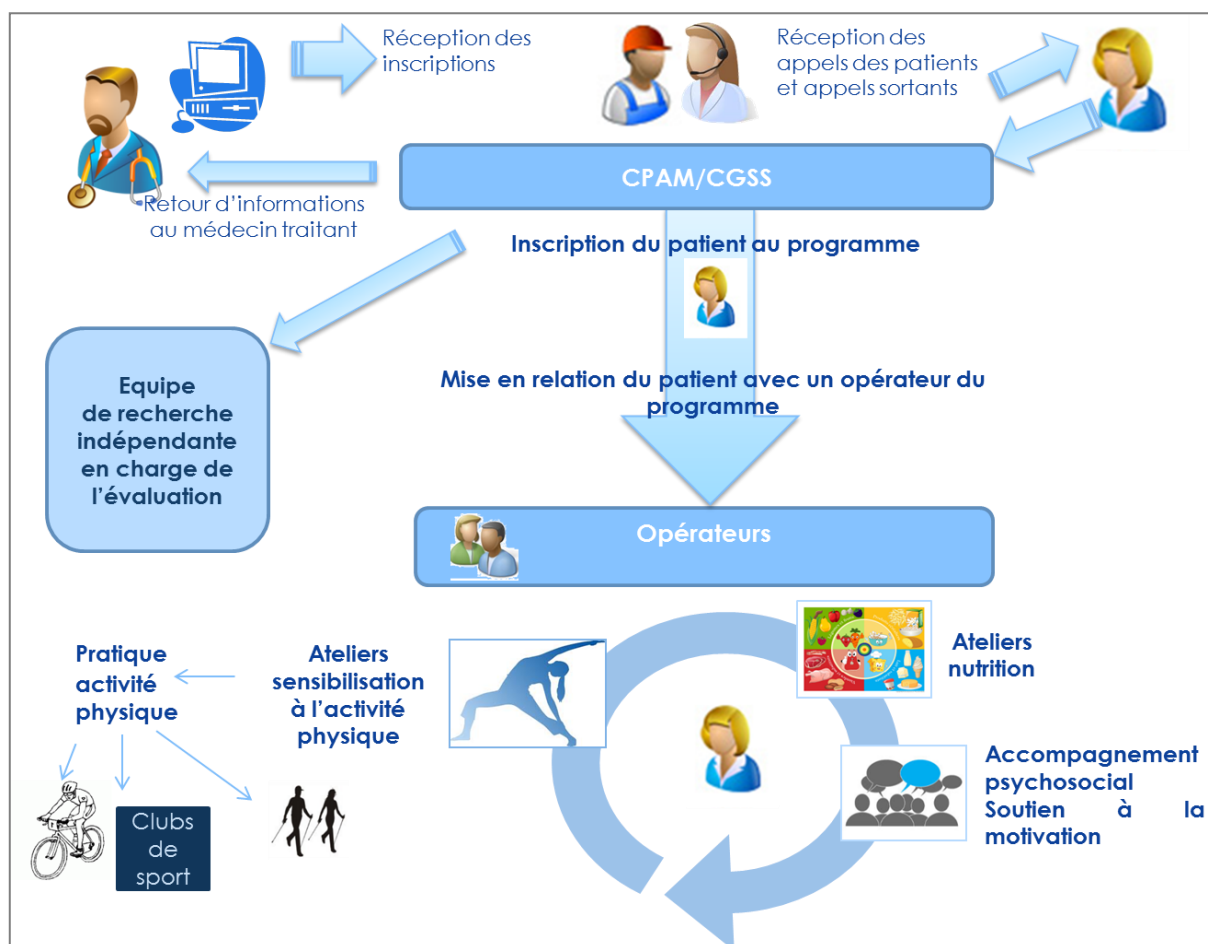 Réception des
inscriptions
Réception des
appels des patients
et appels sortants
CPAM/CGSS
Retour d’informations
au médecin traitant
Inscription du patient au programme
Mise en relation du patient avec un opérateur du
programme
Equipe
de recherche
indépendante
en charge de
l’évaluation
Opérateurs
Ateliers
nutrition
Pratique
activité
physique
Ateliers
sensibilisation
à l’activité
physique
Accompagnement
psychosocial
Soutien à la
motivation
Clubs
de
sport